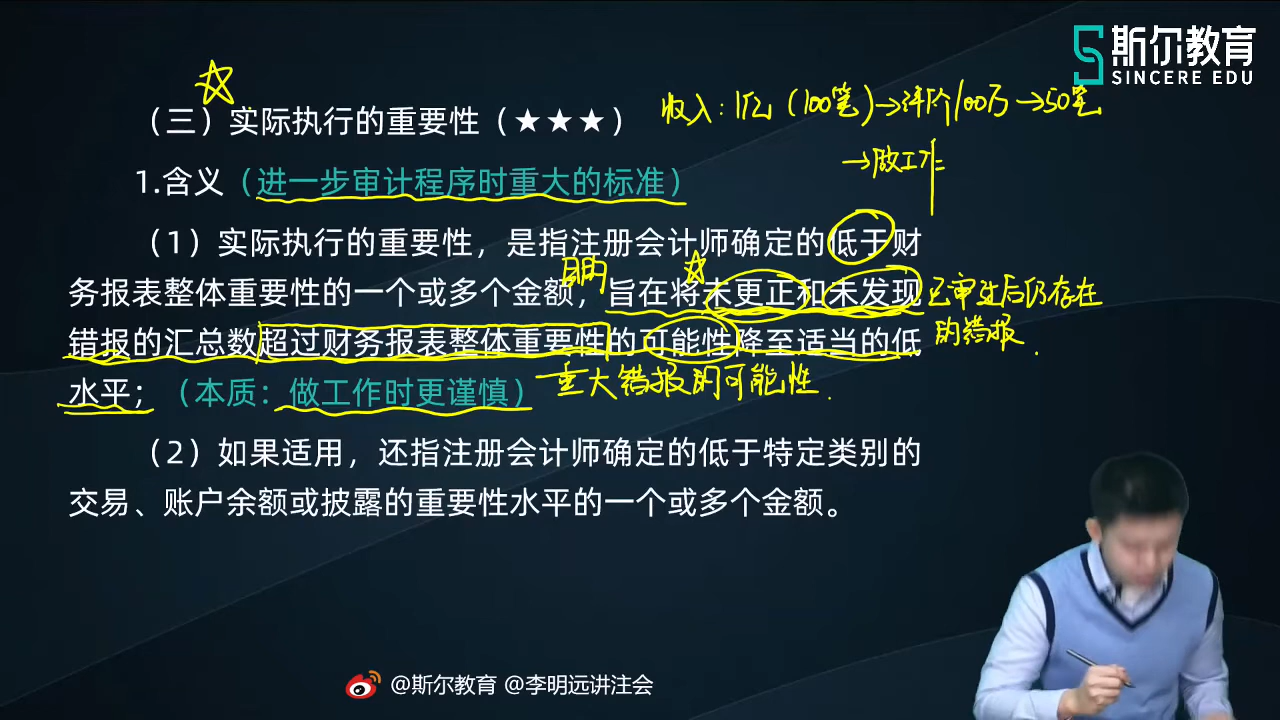 斯尔教育
SINCERE EDU
（三）实际执行的重要性（★★★）
收入：1亿（100笔）→评价100万→50笔
→做工作
1.含义（进一步审计程序时重大的标准）
（1）实际执行的重要性，是指注册会计师确定的低于财
务报表整体重要性的一个或多个金额，旨在将未更正和未发现
已审过后仍存在
的错报
错报的汇总数超过财务报表整体重要性的可能性降至适当的低
水平；（本质：做工作时更谨慎）
重大错报的可能性
（2）如果适用，还指注册会计师确定的低于特定类别的
交易、账户余额或披露的重要性水平的一个或多个金额。
@斯尔教育 @李明远讲注会